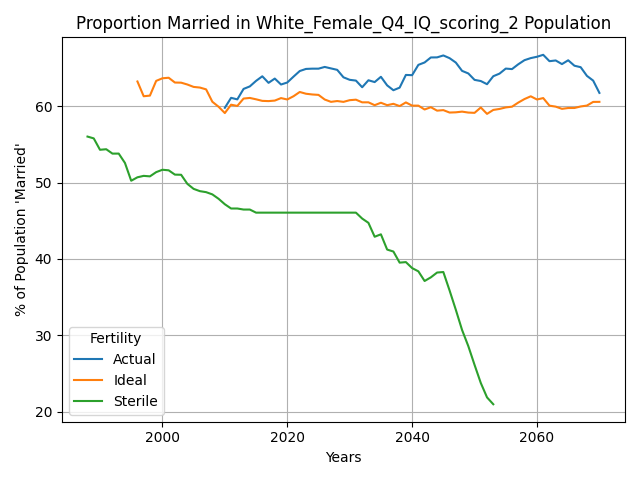 Proportion Married in White_Female_Q4_IQ_scoring_2 Population
% of Population 'Married'
60
50
40
30
20
Fertility
Actual
Ideal
Sterile
2000
2020
2040
2060
Years